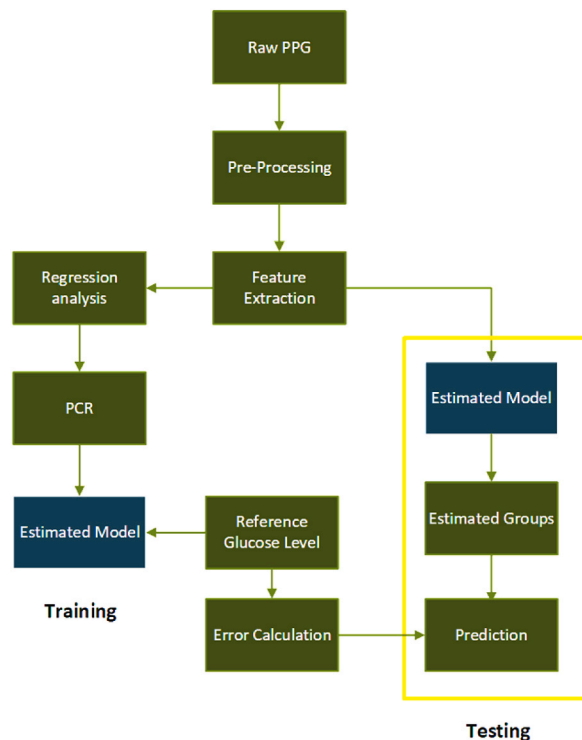 Raw PPG
Pre-Processing
Regression
analysis
Feature
Extraction
PCR
Estimated Model
Estimated Model
Reference
Glucose Level
Estimated Groups
Training
Error Calculation
Prediction
Testing